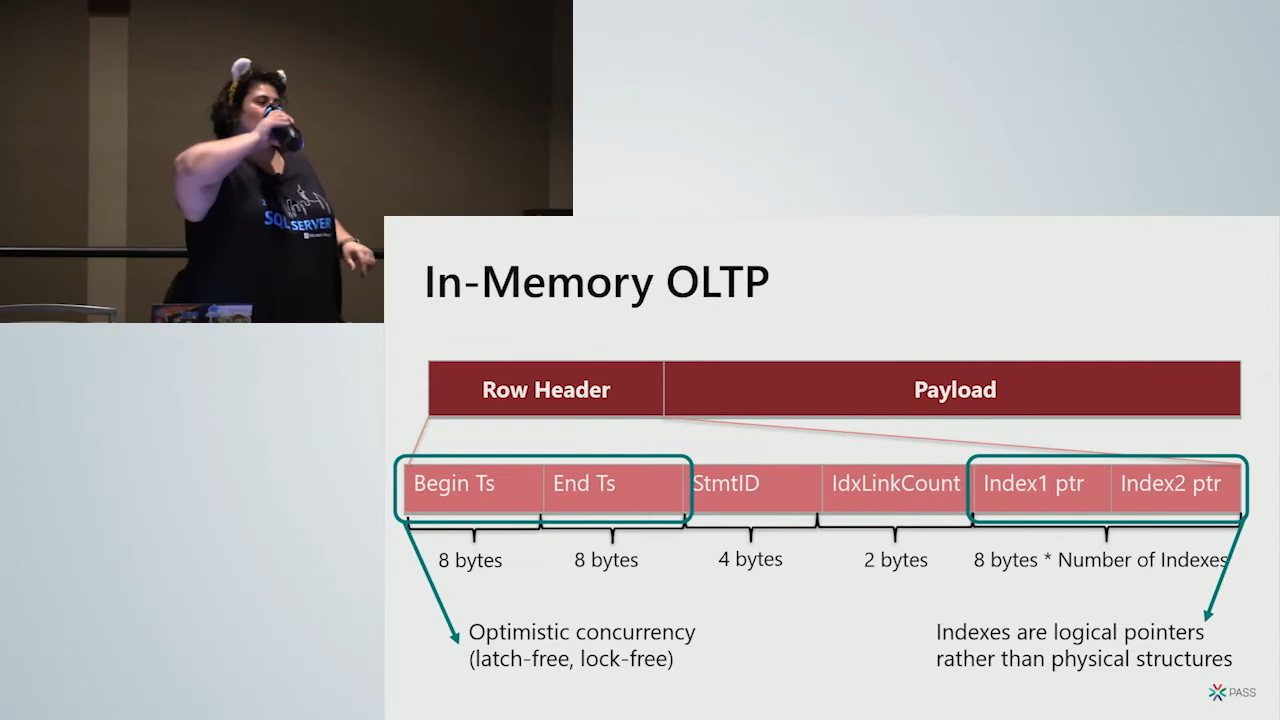 SQL SERVER
In-Memory OLTP
Row Header
Payload
Begin Ts
End Ts
StmtID
IdxLinkCount
Index1 ptr
Index2 ptr
8 bytes
8 bytes
4 bytes
2 bytes
8 bytes * Number of Indexes
Optimistic concurrency
(latch-free, lock-free)
Indexes are logical pointers
rather than physical structures
PASS